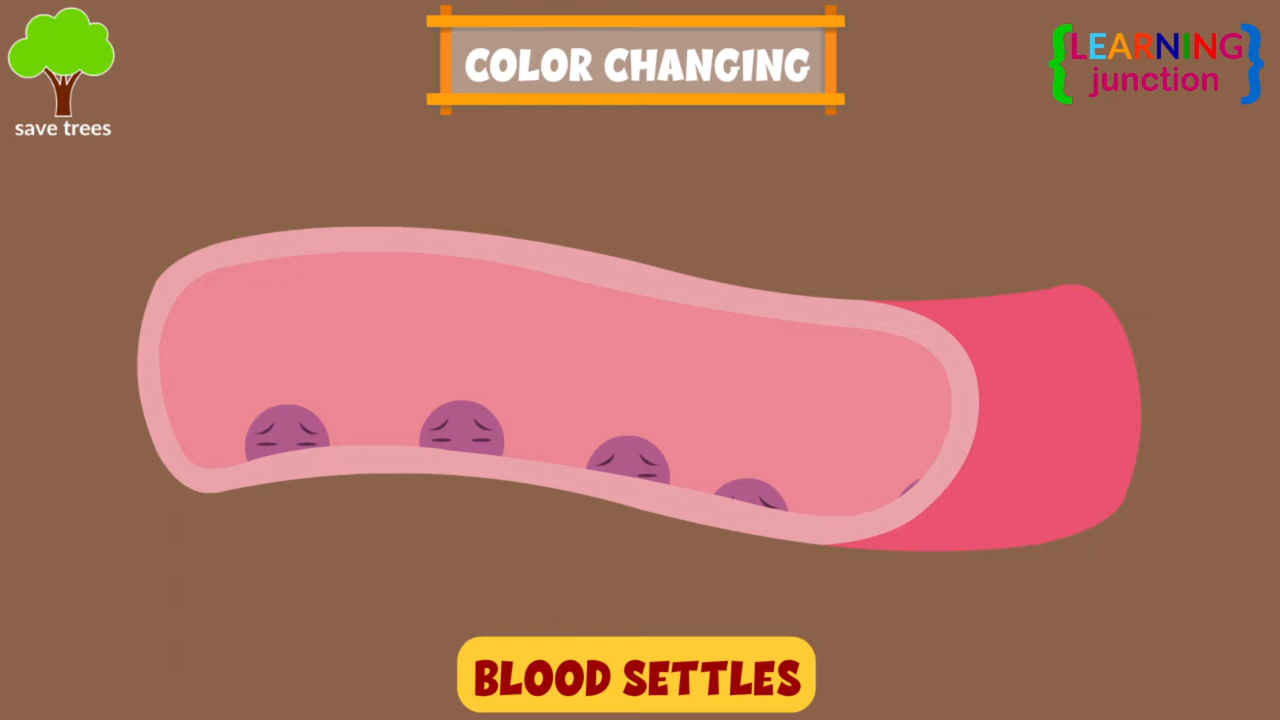 save trees
COLOR CHANGING
{LEARNING}
junction
BLOOD SETTLES